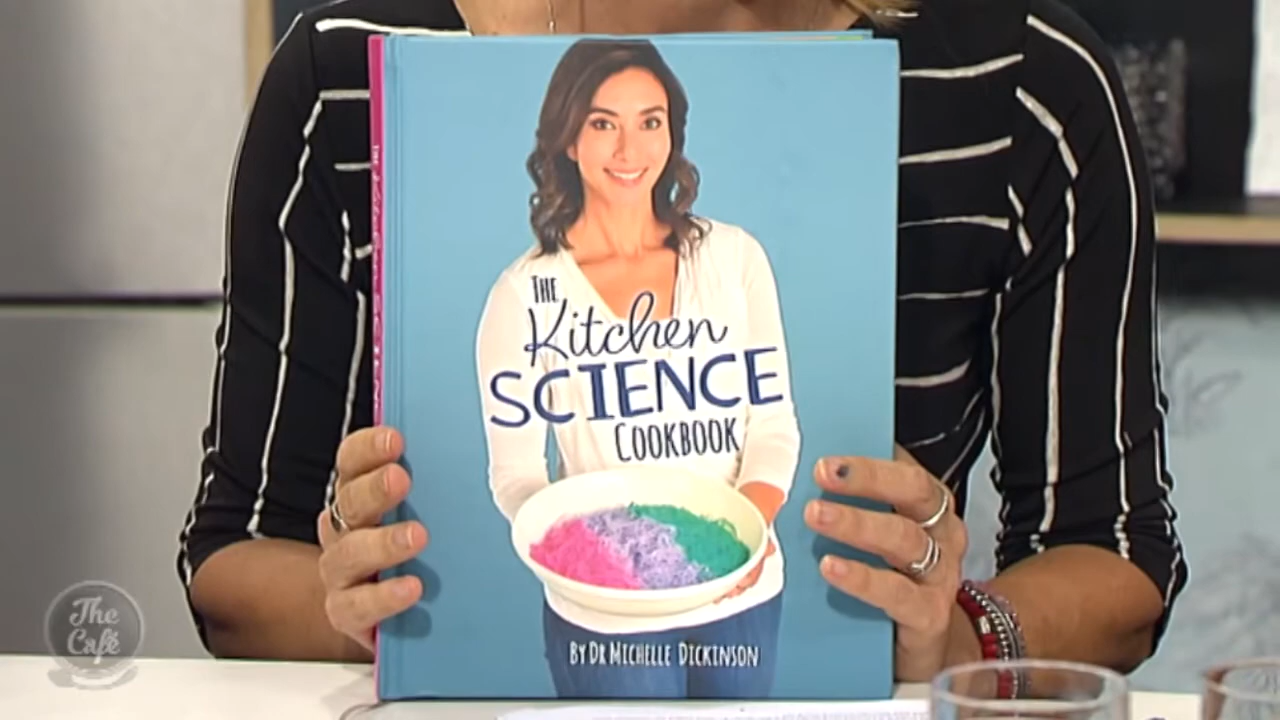 THE
Kitchen
SCIENCE
COOKBOOK
BY DR MICHELLE DICKINSON
The
Café